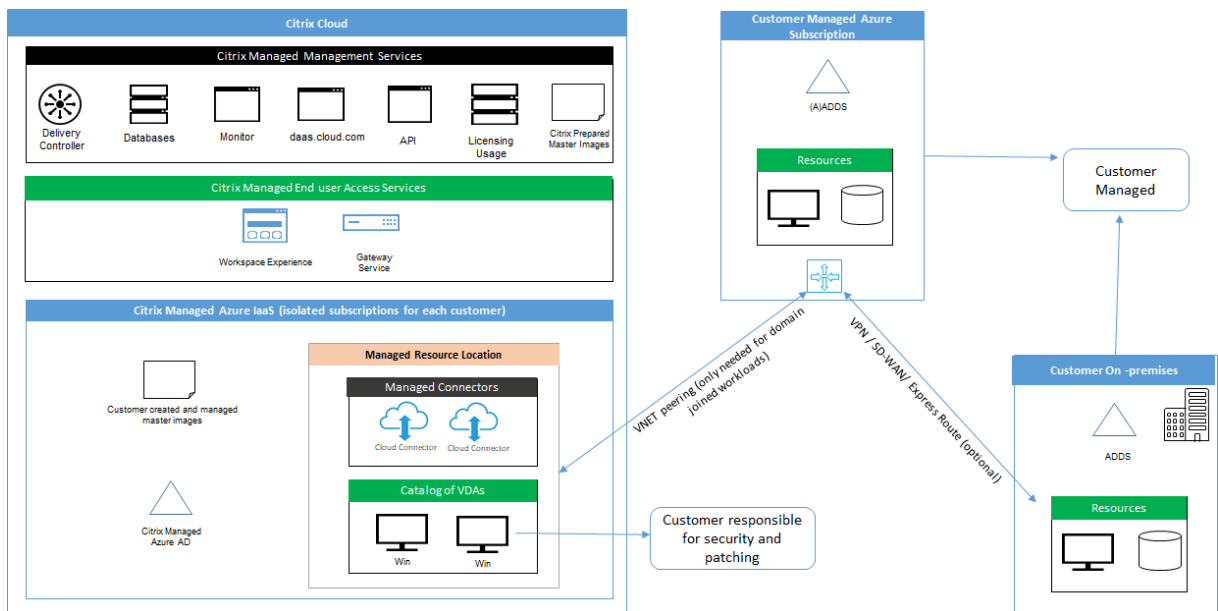 Citrix Cloud
Citrix Managed Management Services
Delivery
Controller
Databases
Monitor
daas.cloud.com
API
Licensing
Usage
Citrix Prepared
Master Images
Citrix Managed End user Access Services
Workspace Experience
Gateway
Service
Citrix Managed Azure IaaS (isolated subscriptions for each customer)
Customer created and managed
master images
Citrix Managed
Azure AD
Managed Resource Location
Managed Connectors
Cloud Connector
Cloud Connector
Catalog of VDAs
Win
Win
Customer responsible
for security and
patching
VNET peering (only needed for domain
joined workloads)
Customer Managed Azure
Subscription
(A)ADDS
Resources
VPN / SD-WAN/ Express Route (optional)
Customer
Managed
Customer On -premises
ADDS
Resources